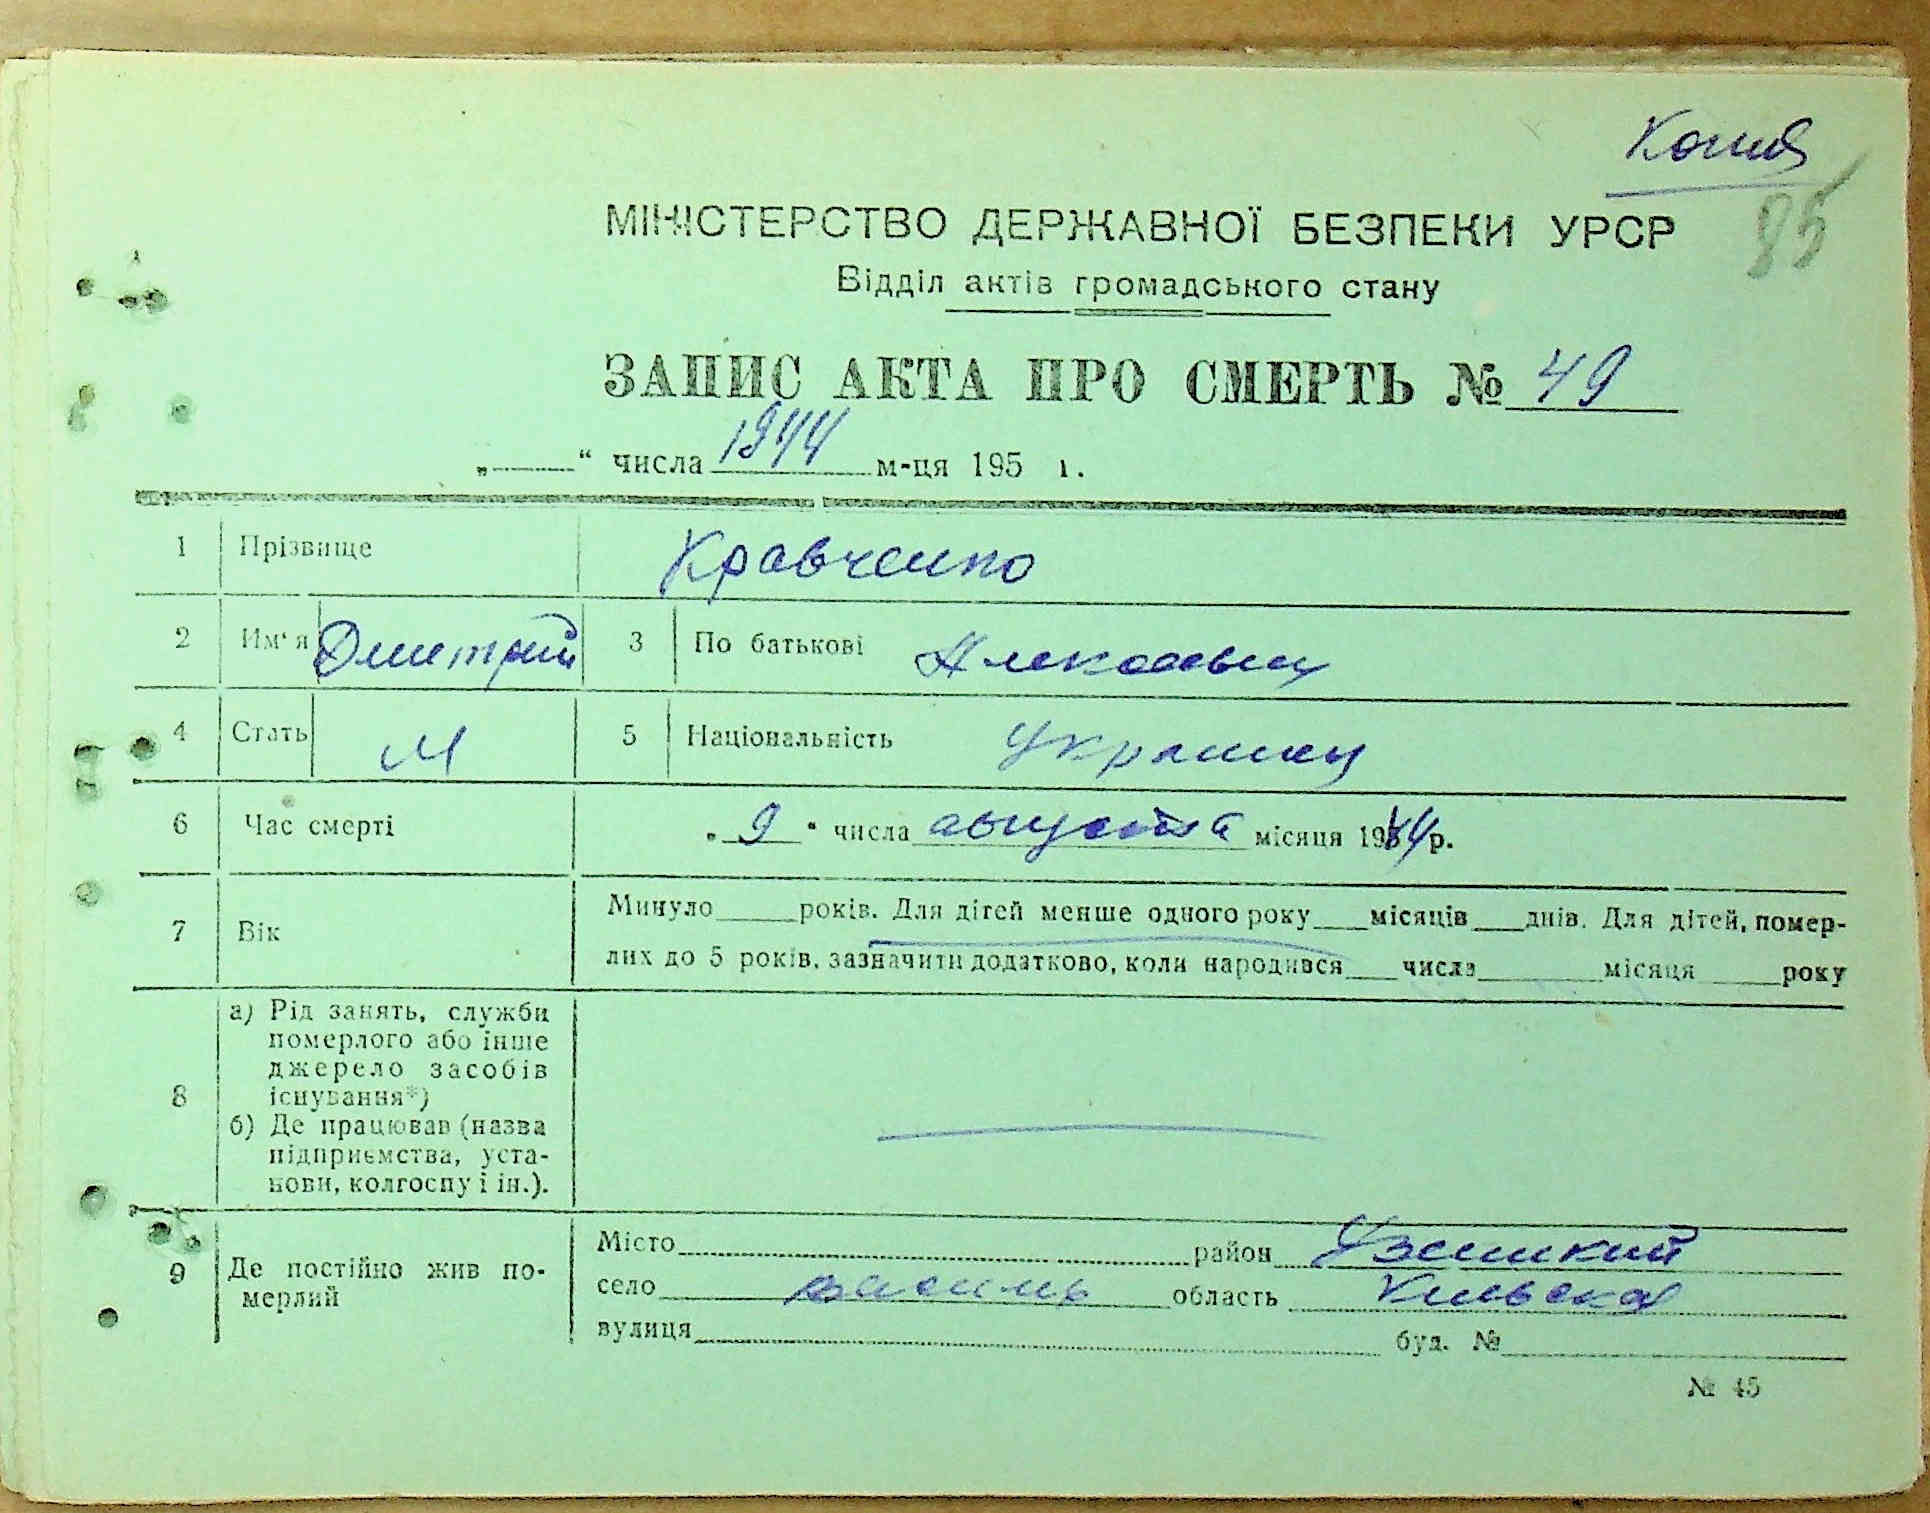 Копия
85
МІНІСТЕРСТВО ДЕРЖАВНОЇ БЕЗПЕКИ УРСР
Відділ актів громадського стану
ЗАПИС АКТА ПРО СМЕРТЬ № 49
„ “ числа 1944 м-ця 195 г.
1 Прізвище Кравченко
2 Им‘я Дмитрий 3 По батькові
4 Стать М 5 Національність Украинец
6 Час смерті „ 9 “ числа августа місяця 1944 р.
7 Вік Минуло років. Для дітей менше одного року місяців днів. Для дітей, помер-
лих до 5 років, зазначити додатково, коли народився числа місяця року
8 а) Рід занять, служби
померлого або інше
джерело засобів
існування*)
б) Де працював (назва
підприємства, уста-
нови, колгоспу і ін.).
9 Де постійно жив по-
мерлий
Місто район
село область
вулиця буд. №
№ 45